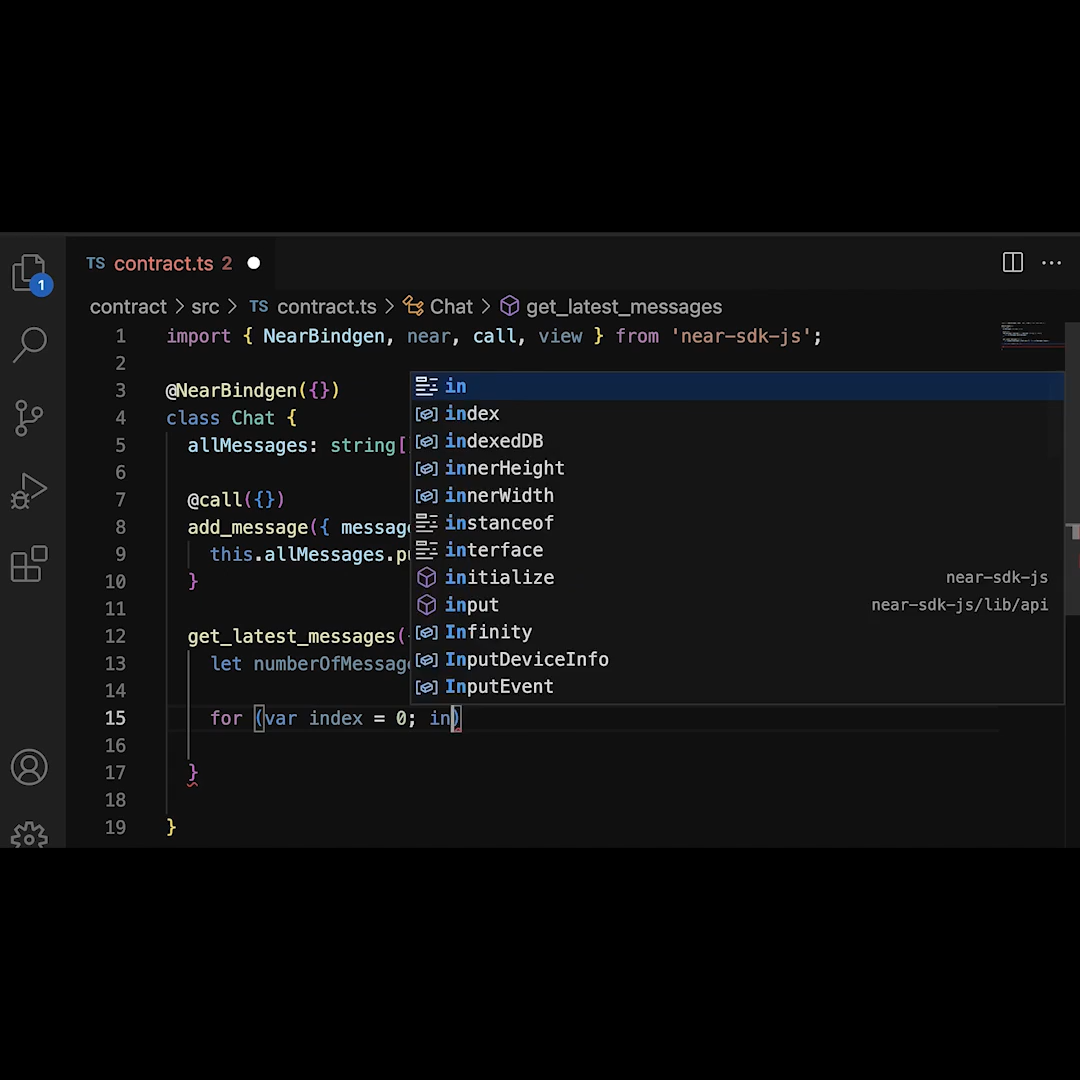 1
TS contract.ts 2
contract > src > TS contract.ts > Chat > get_latest_messages
1 import { NearBindgen, near, call, view } from 'near-sdk-js';
2
3 @NearBindgen({})
4 class Chat {
5 allMessages: string[
6
7 @call({})
8 add_message({ message
9 this.allMessages.pu
10 }
11
12 get_latest_messages(
13 let numberOfMessage
14
15 for (var index = 0; in)
16
17 }
18
19 }
in
index
indexedDB
innerHeight
innerWidth
instanceof
interface
initialize near-sdk-js
input near-sdk-js/lib/api
Infinity
InputDeviceInfo
InputEvent